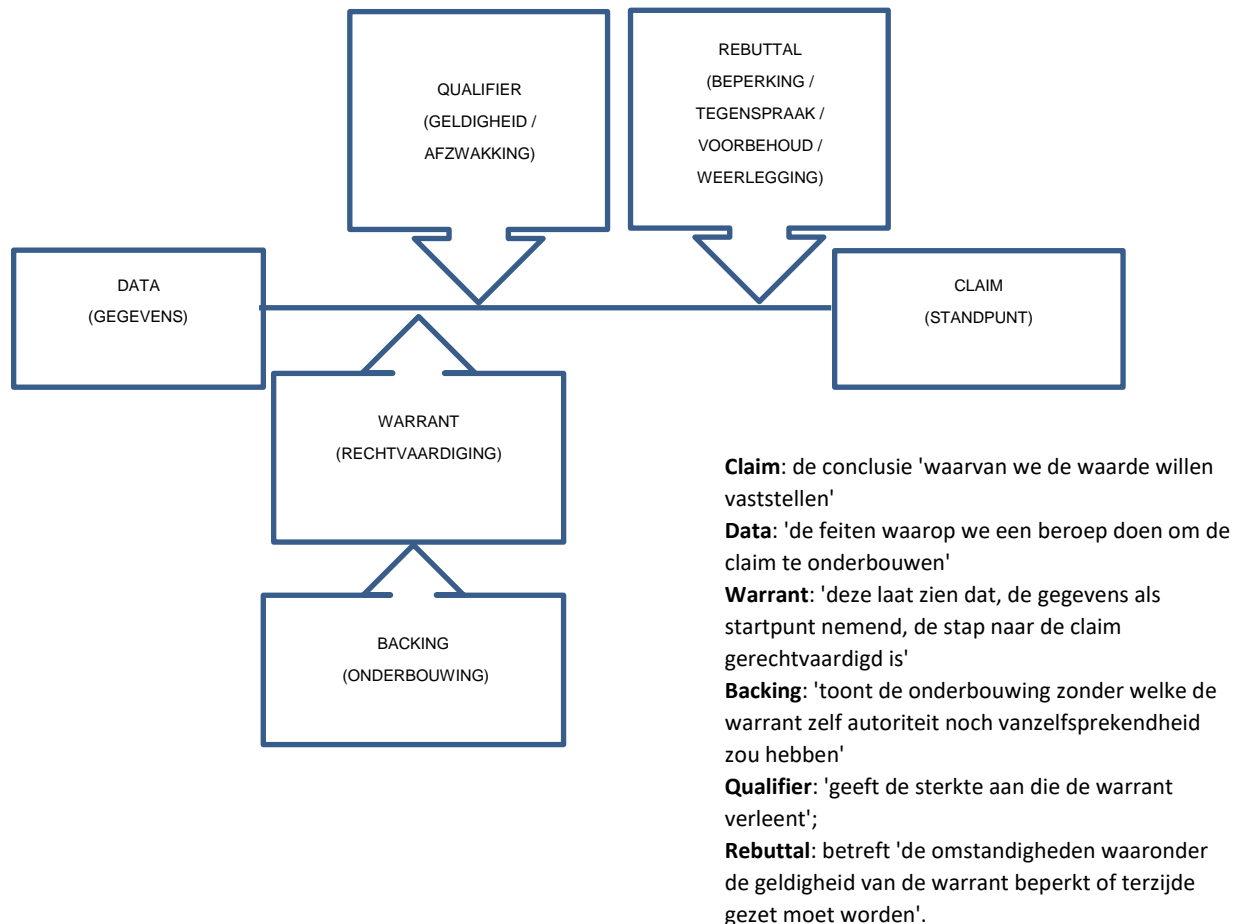 QUALIFIER
(GELDIGHEID /
AFZWAKKING)
REBUTTAL
(BEPERKING /
TEGENSPRAAK /
VOORBEHOUD /
WEERLEGGING)
DATA
(GEGEVENS)
CLAIM
(STANDPUNT)
WARRANT
(RECHTVAARDIGING)
BACKING
(ONDERBOUWING)
Claim: de conclusie 'waarvan we de waarde willen
vaststellen'
Data: 'de feiten waarop we een beroep doen om de
claim te onderbouwen'
Warrant: 'deze laat zien dat, de gegevens als
startpunt nemend, de stap naar de claim
gerechtvaardigd is'
Backing: 'toont de onderbouwing zonder welke de
warrant zelf autoriteit noch vanzelfsprekendheid
zou hebben'
Qualifier: 'geeft de sterkte aan die de warrant
verleent';
Rebuttal: betreft 'de omstandigheden waaronder
de geldigheid van de warrant beperkt of terzijde
gezet moet worden'.